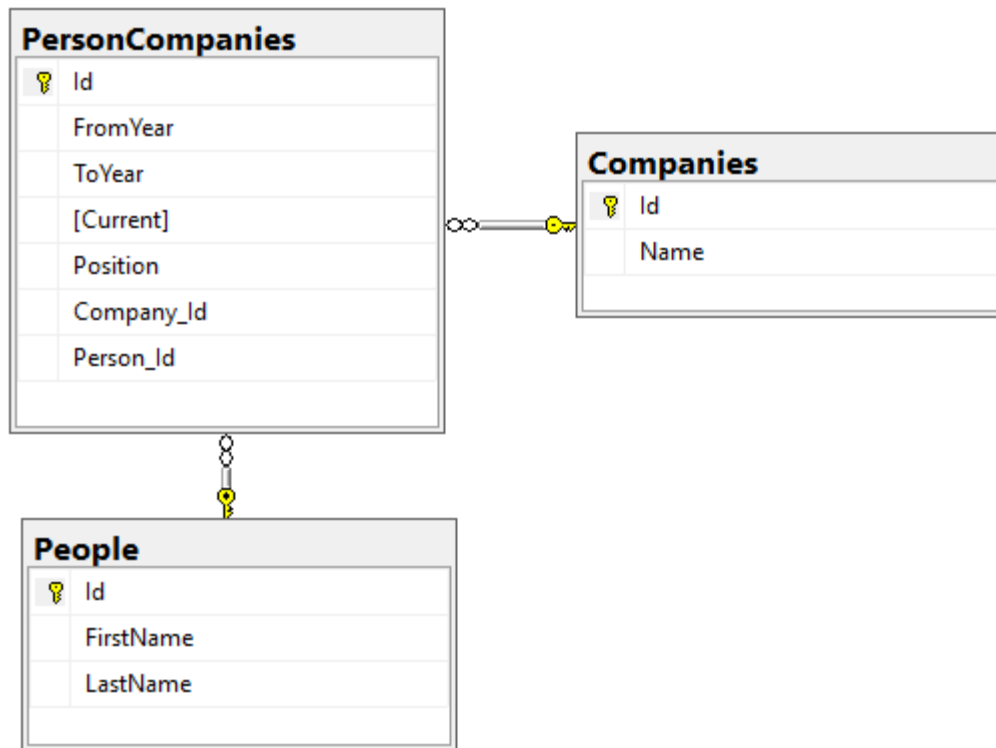 PersonCompanies
Id
FromYear
ToYear
[Current]
Position
Company_Id
Person_Id
Companies
Id
Name
People
Id
FirstName
LastName